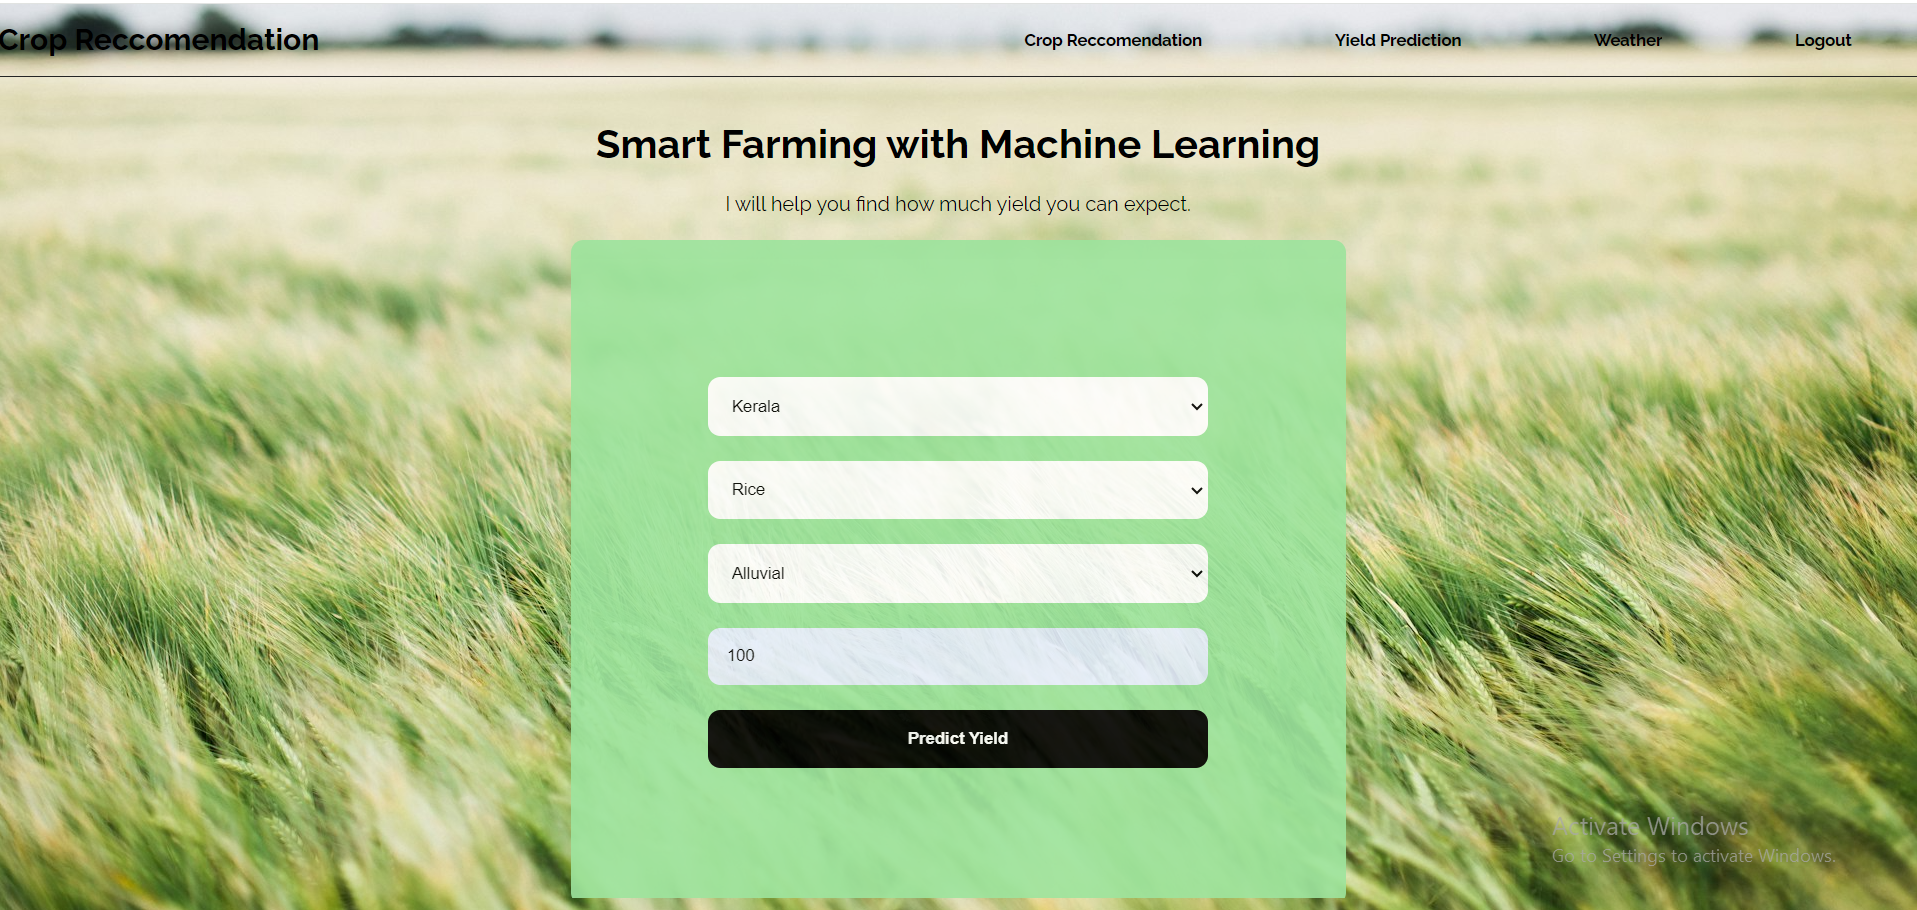 Crop Reccomendation
Crop Reccomendation Yield Prediction Weather Logout
Smart Farming with Machine Learning
I will help you find how much yield you can expect.
Kerala
Rice
Alluvial
100
Predict Yield
Activate Windows
Go to Settings to activate Windows.